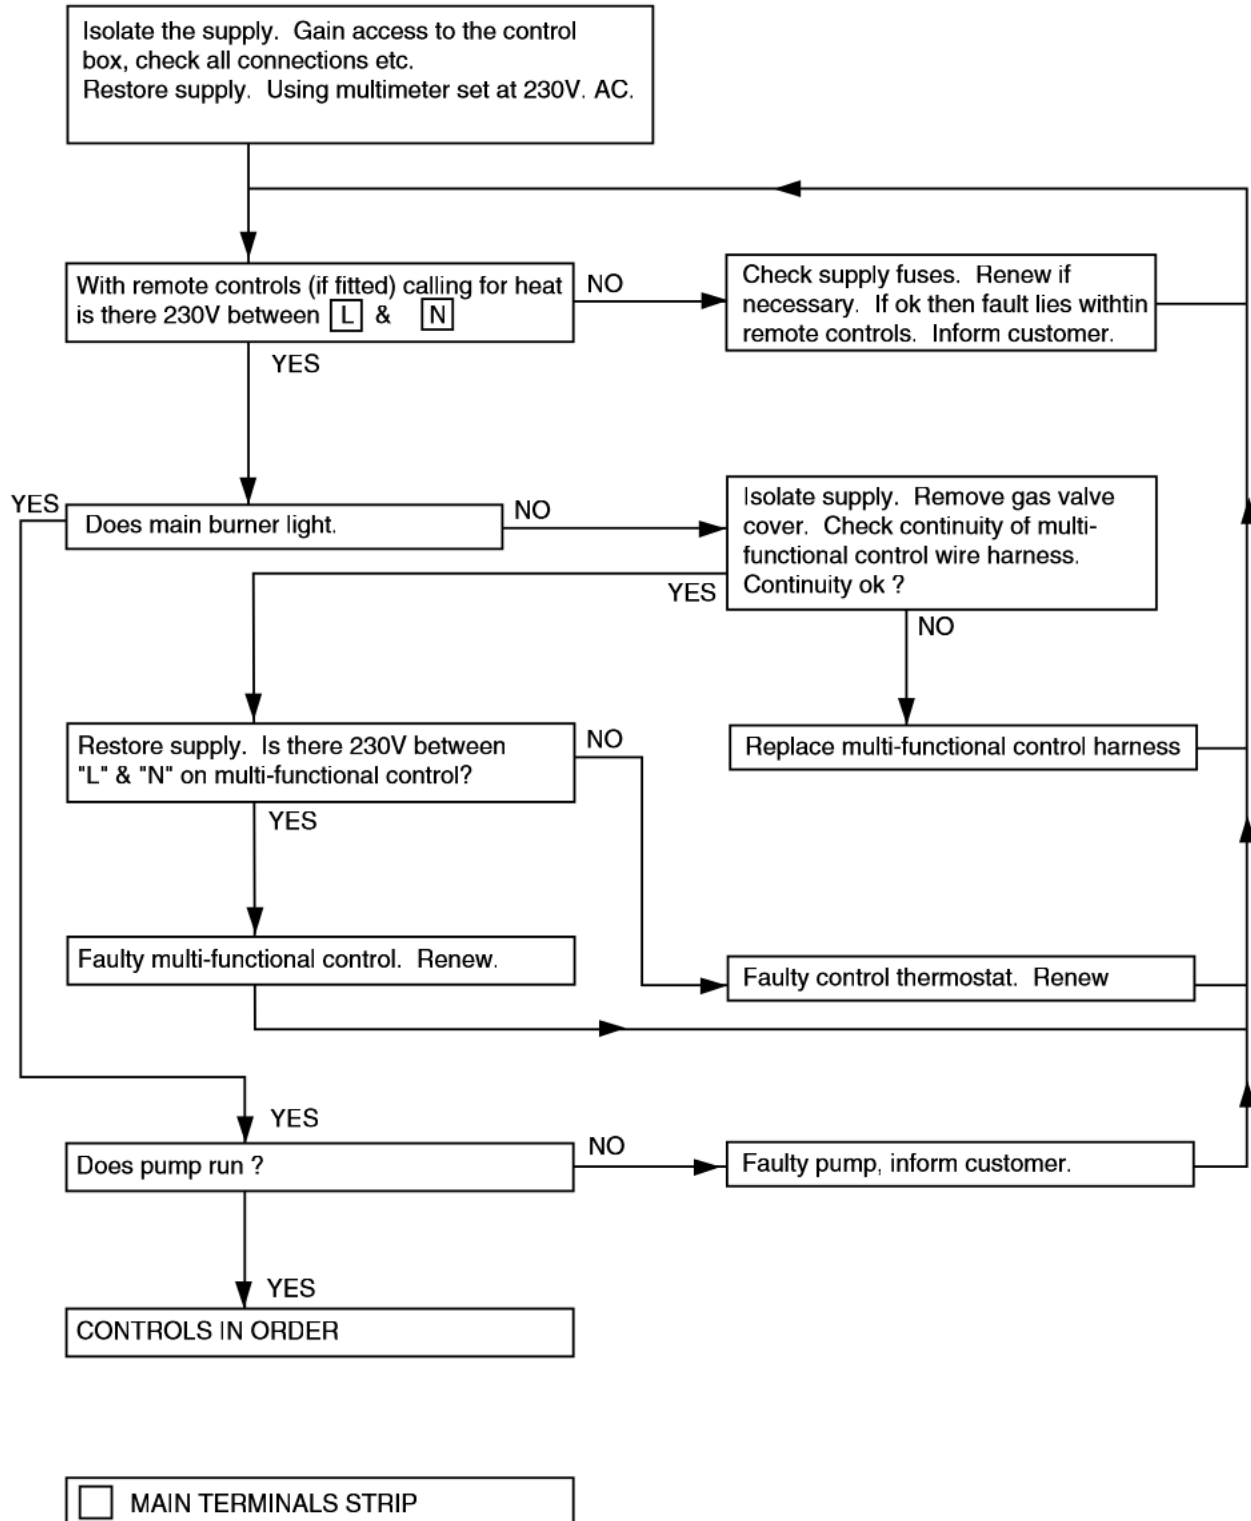 Isolate the supply. Gain access to the control
box, check all connections etc.
Restore supply. Using multimeter set at 230V. AC.
With remote controls (if fitted) calling for heat
is there 230V between L & N
NO
Check supply fuses. Renew if
necessary. If ok then fault lies withtin
remote controls. Inform customer.
YES
YES
Does main burner light.
NO
Isolate supply. Remove gas valve
cover. Check continuity of multi-
functional control wire harness.
Continuity ok ?
YES
NO
Restore supply. Is there 230V between
"L" & "N" on multi-functional control?
NO
Replace multi-functional control harness
YES
Faulty multi-functional control. Renew.
Faulty control thermostat. Renew
YES
Does pump run ?
NO
Faulty pump, inform customer.
YES
CONTROLS IN ORDER
MAIN TERMINALS STRIP